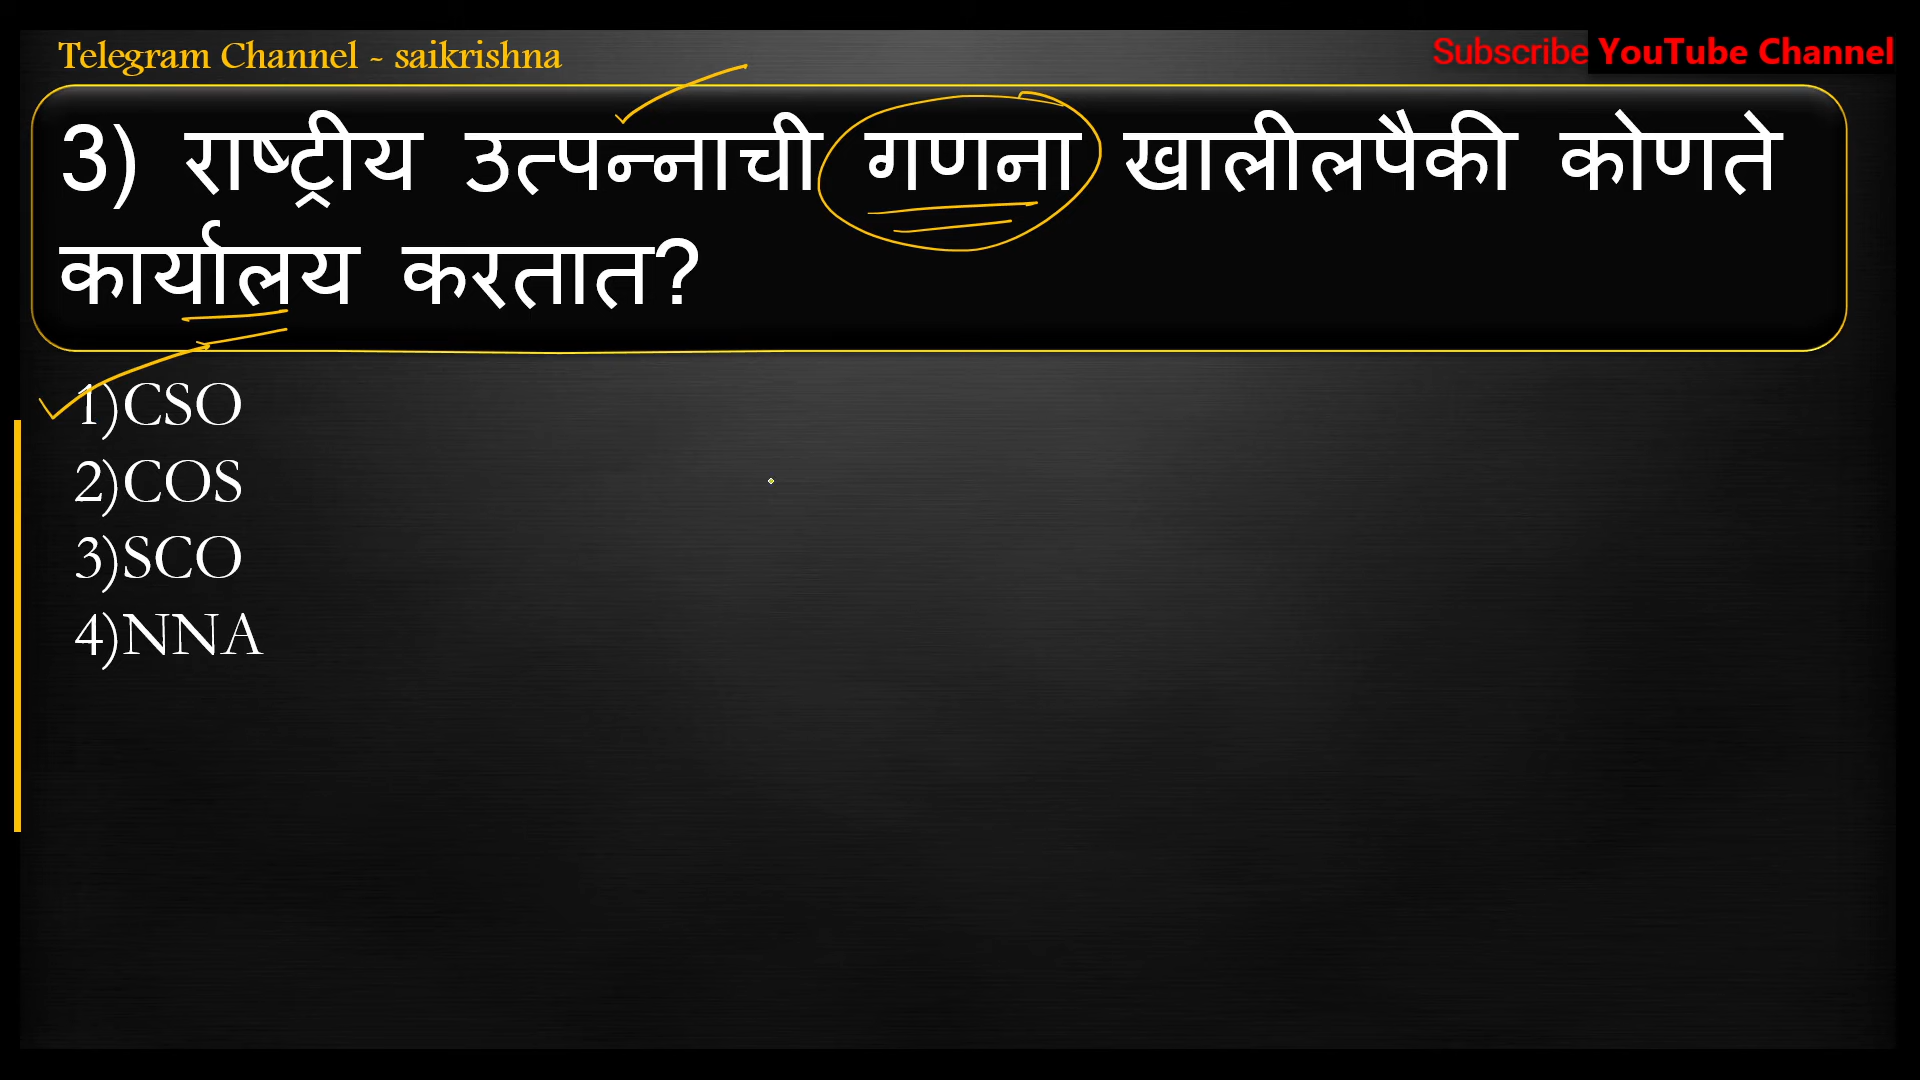 Telegram Channel - saikrishna
Subscribe YouTube Channel
3) राष्ट्रीय उत्पन्नाची गणना खालीलपैकी कोणते
कार्यालय करतात?
1)CSO
2)COS
3)SCO
4)NNA